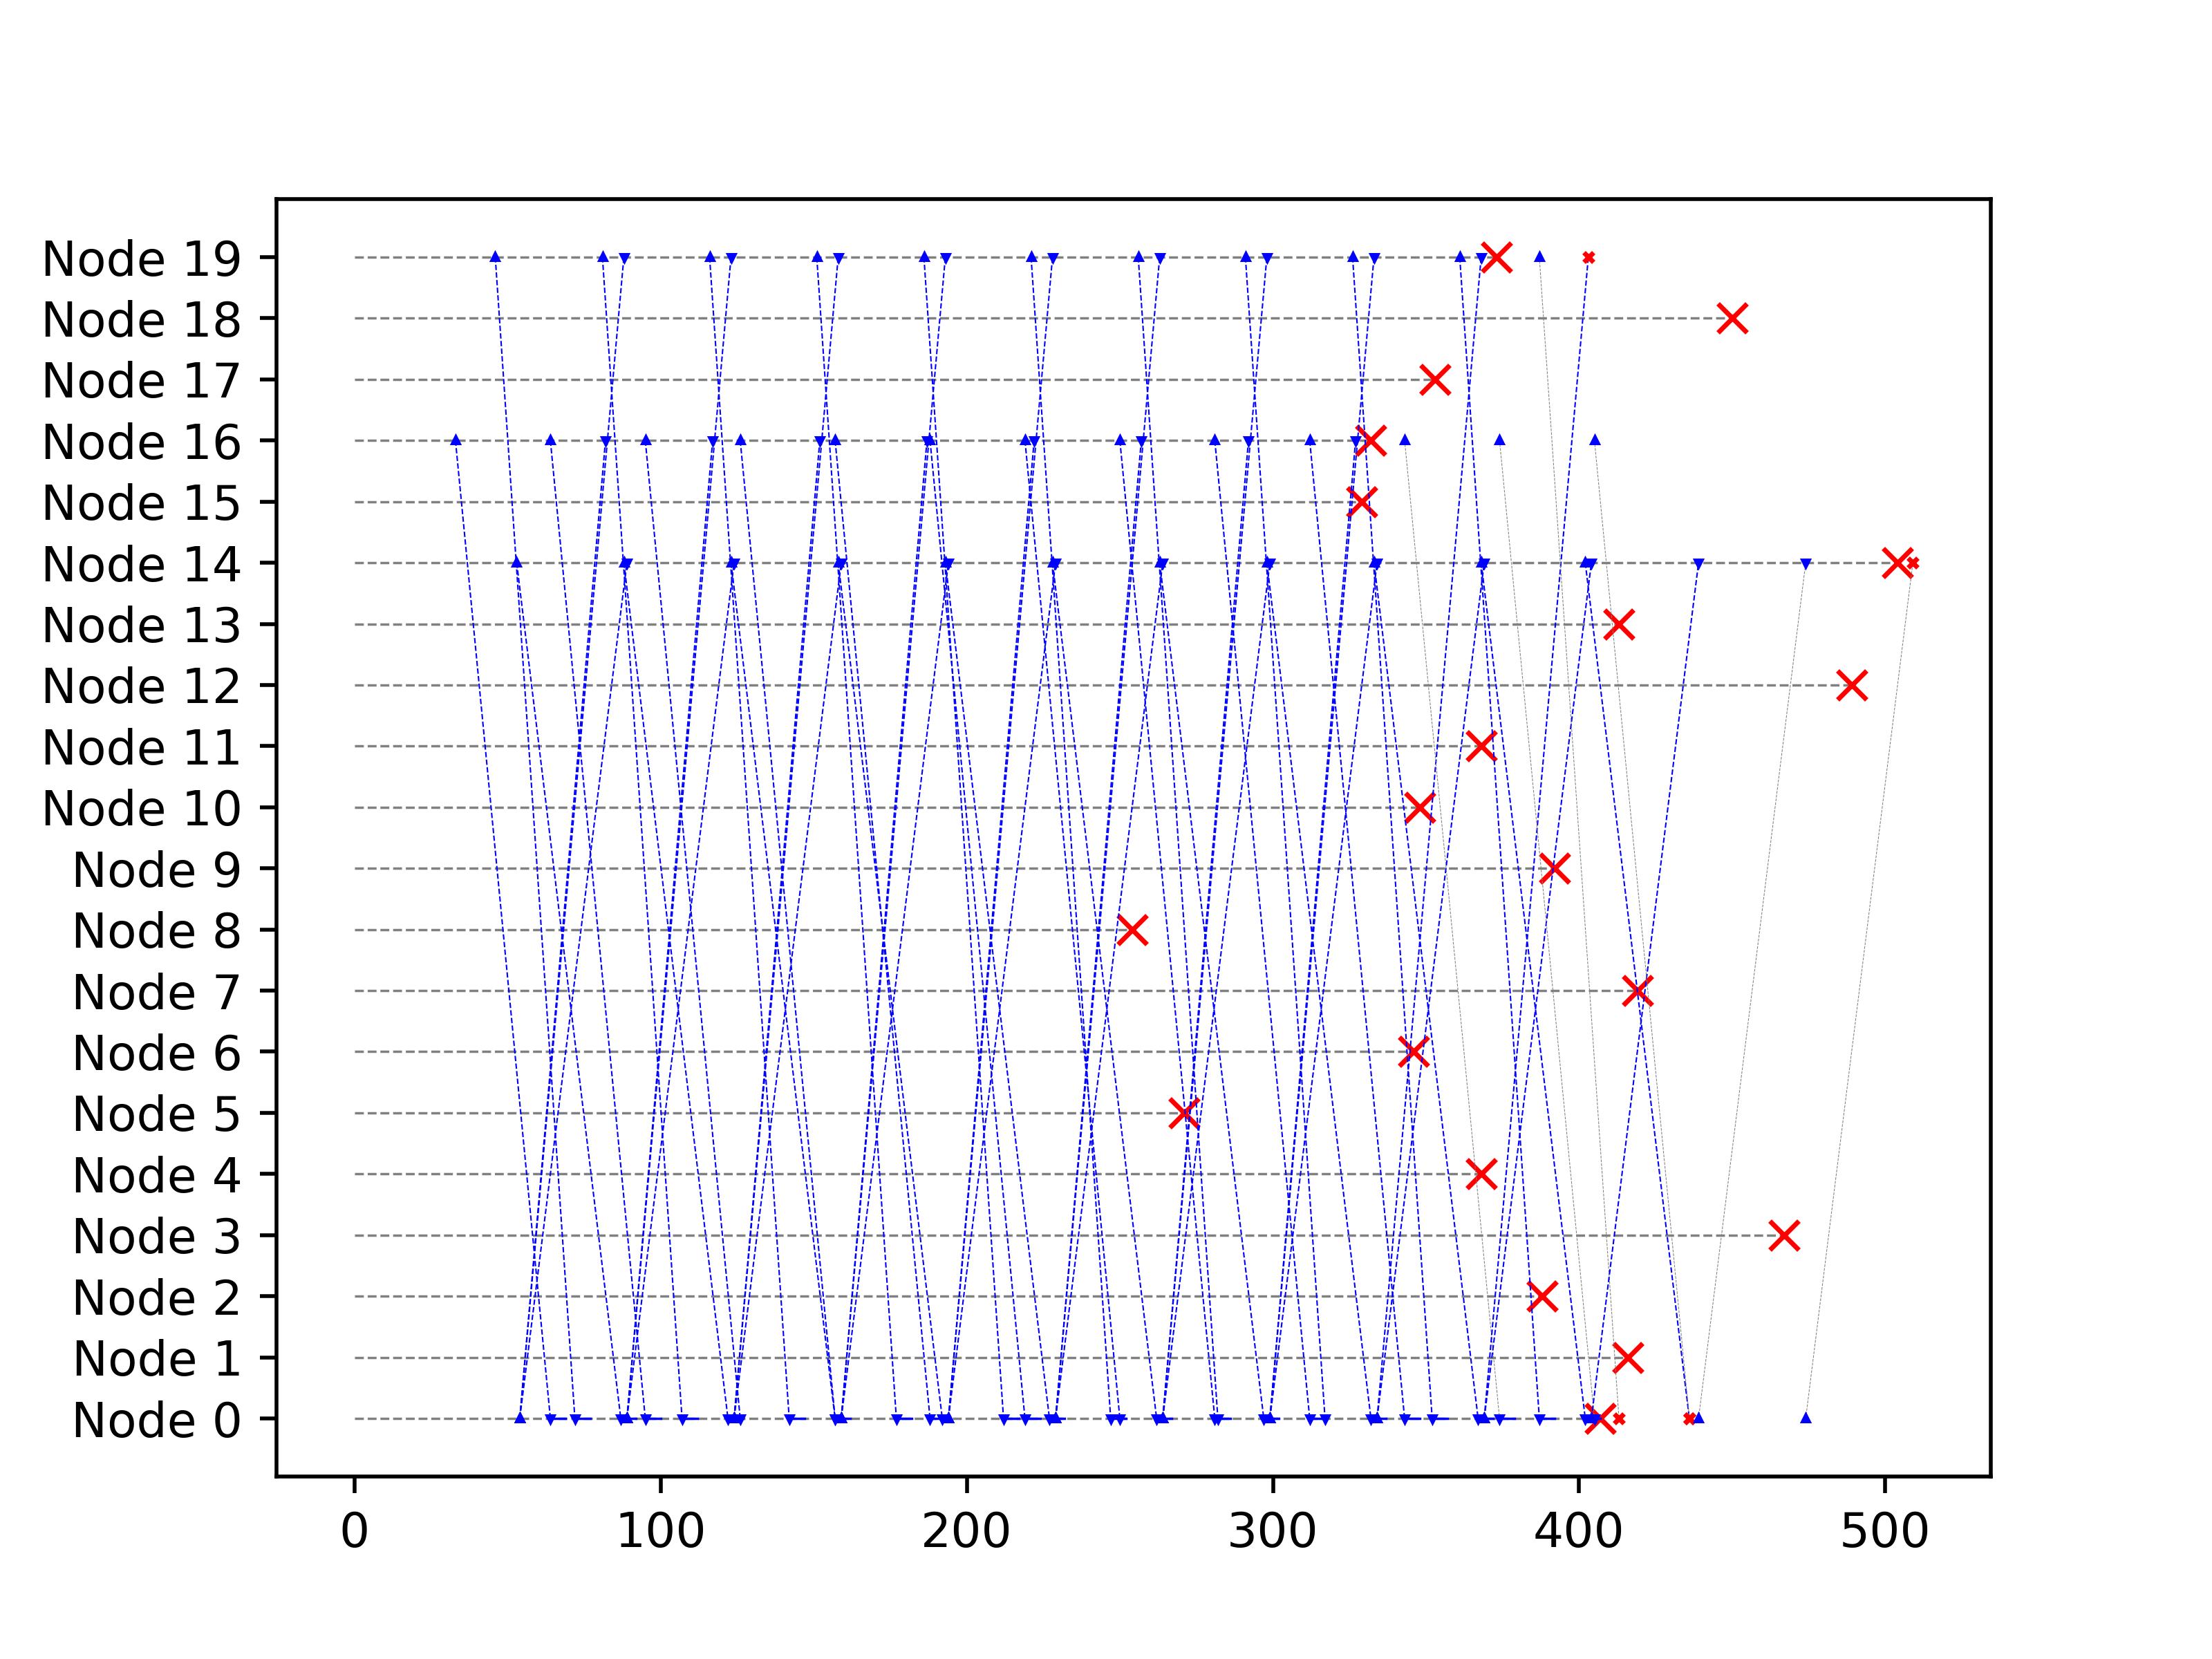 Node 19
Node 18
Node 17
Node 16
Node 15
Node 14
Node 13
Node 12
Node 11
Node 10
Node 9
Node 8
Node 7
Node 6
Node 5
Node 4
Node 3
Node 2
Node 1
Node 0
0 100 200 300 400 500